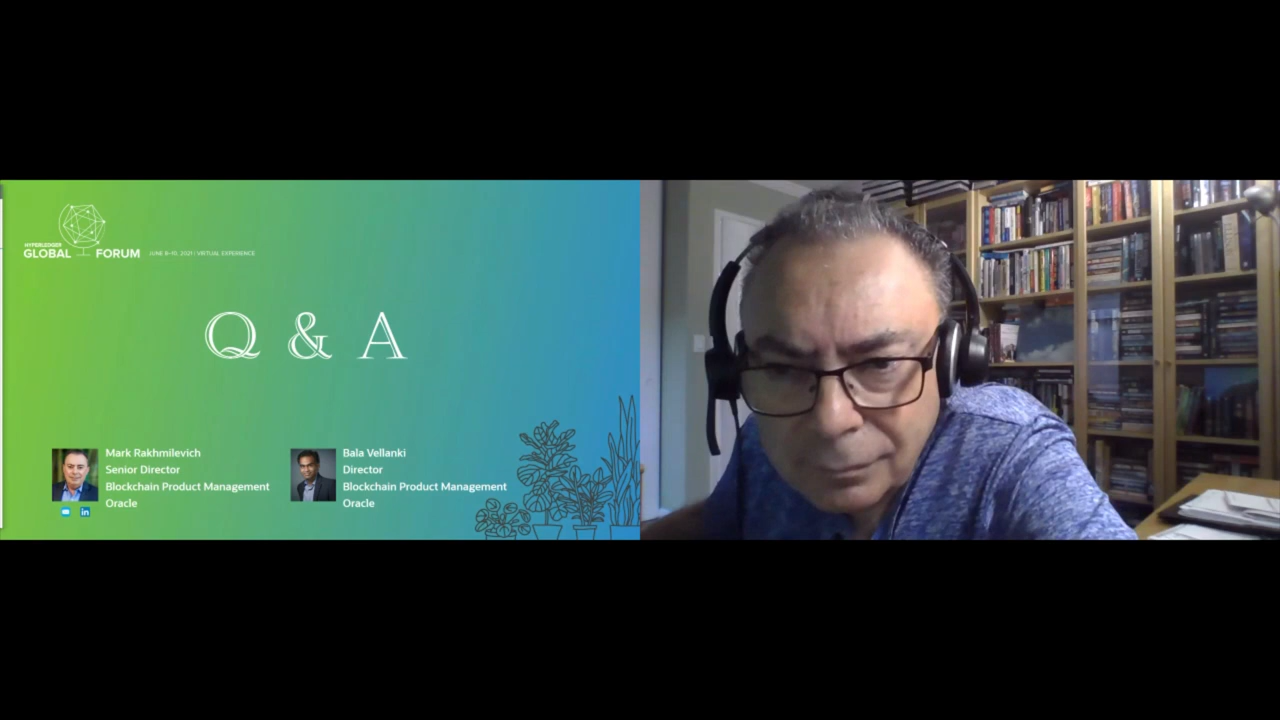 HYPERLEDGER
GLOBAL FORUM
JUNE 8-10, 2021 | VIRTUAL EXPERIENCE
Q & A
Mark Rakhmilevich
Senior Director
Blockchain Product Management
Oracle
in
Bala Vellanki
Director
Blockchain Product Management
Oracle